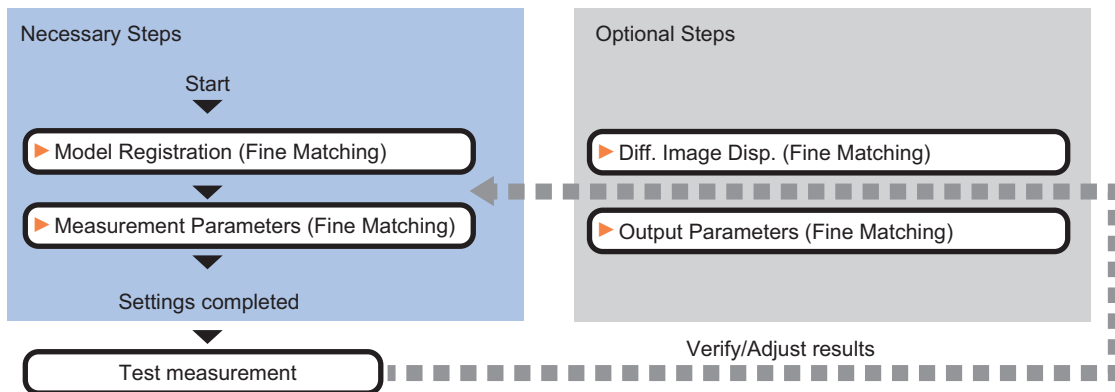 Necessary Steps
Start
Model Registration (Fine Matching)
Measurement Parameters (Fine Matching)
Settings completed
Test measurement
Optional Steps
Diff. Image Disp. (Fine Matching)
Output Parameters (Fine Matching)
Verify/Adjust results